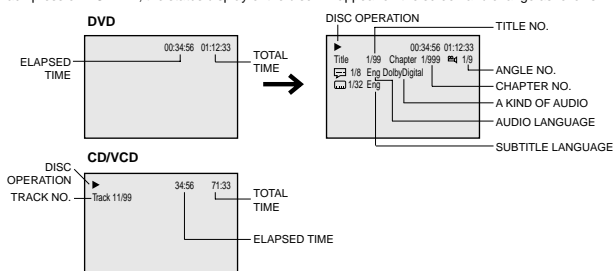 DVD
00:34:56 01:12:33
ELAPSED TIME
TOTAL TIME
DISC OPERATION
TITLE NO.
00:34:56 01:12:33
Title 1/99 Chapter 1/999 1/9
1/8 Eng DolbyDigital
1/32 Eng
ANGLE NO.
CHAPTER NO.
A KIND OF AUDIO
AUDIO LANGUAGE
SUBTITLE LANGUAGE
CD/VCD
DISC OPERATION
TRACK NO.
34:56 71:33
Track 11/99
TOTAL TIME
ELAPSED TIME